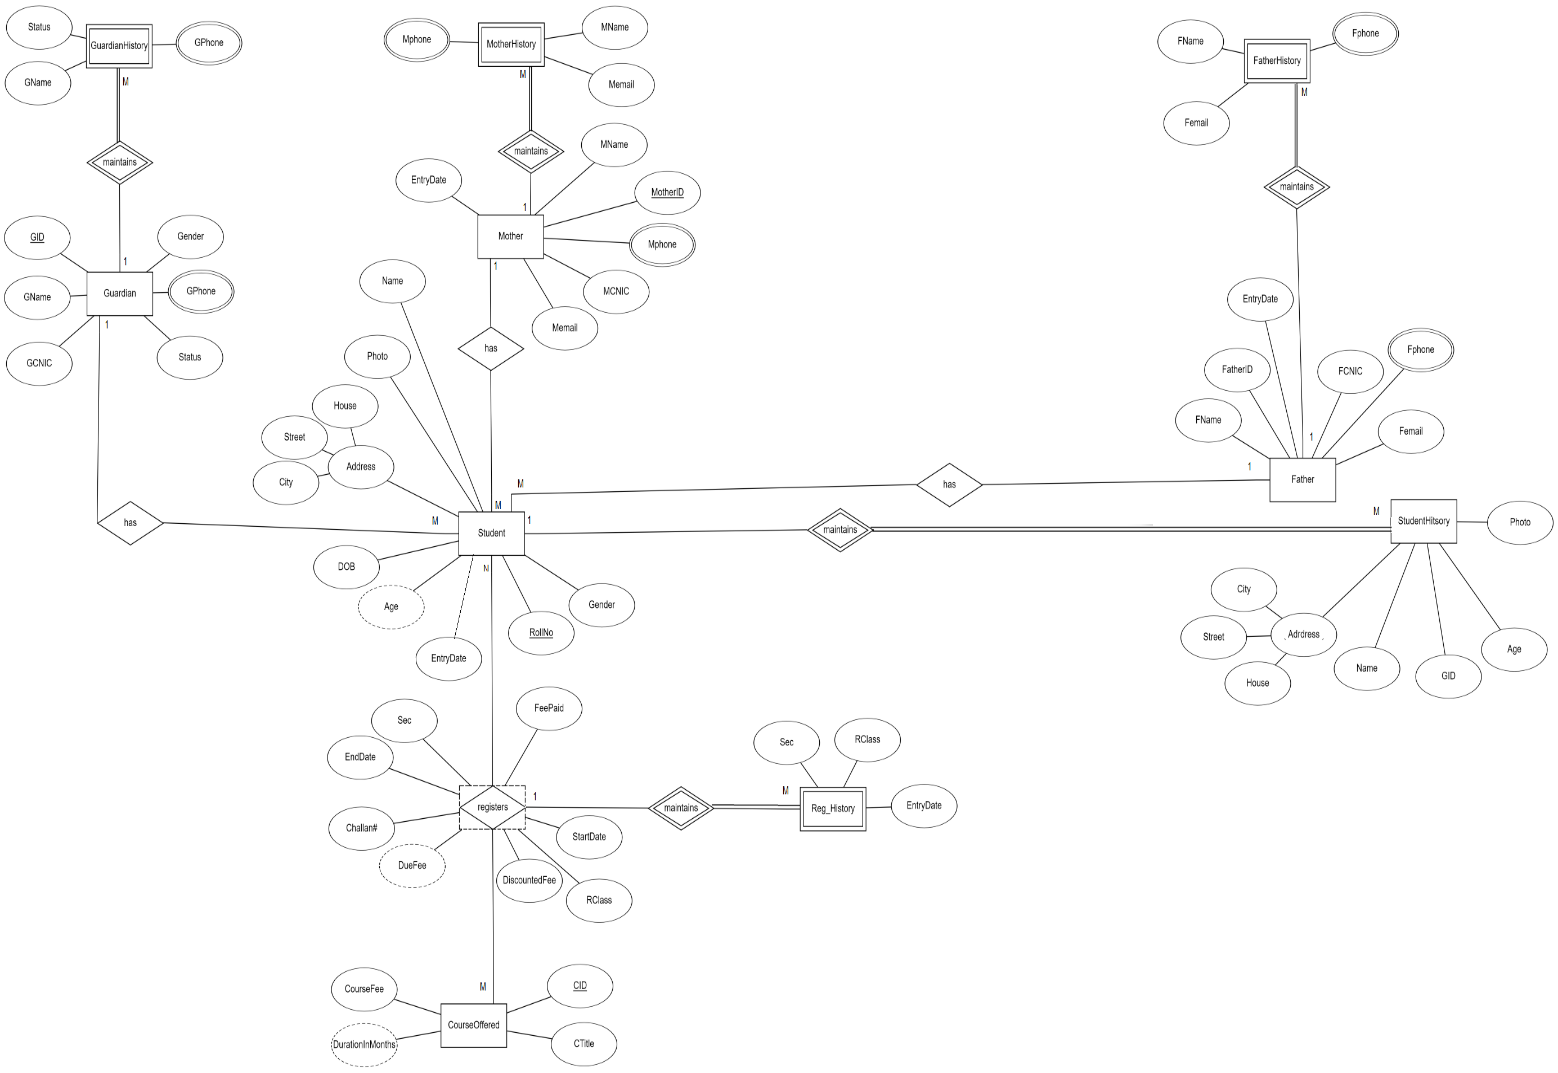 Status
GuardianHistory
GPhone
GName
M
maintains
GID
Gender
1
Guardian
GName
GPhone
1
GCNIC
Status
has
M
Mphone
MotherHistory
MName
M
Memail
maintains
MName
EntryDate
MotherID
1
Mother
Mphone
1
MCNIC
Memail
has
Name
Photo
House
Street
Address
City
M
M
1
Student
DOB
N
Age
Gender
RollNo
EntryDate
FName
Fphone
FatherHistory
M
Femail
maintains
EntryDate
FatherID
FCNIC
Fphone
FName
Femail
1
1
Father
has
maintains
M
StudentHitsory
Photo
City
Street
Adrdress
House
Name
GID
Age
Sec
FeePaid
EndDate
registers
1
Challan#
StartDate
DueFee
DiscountedFee
RClass
maintains
M
Sec
RClass
Reg_History
EntryDate
M
CourseFee
CID
CourseOffered
DurationInMonths
CTitle